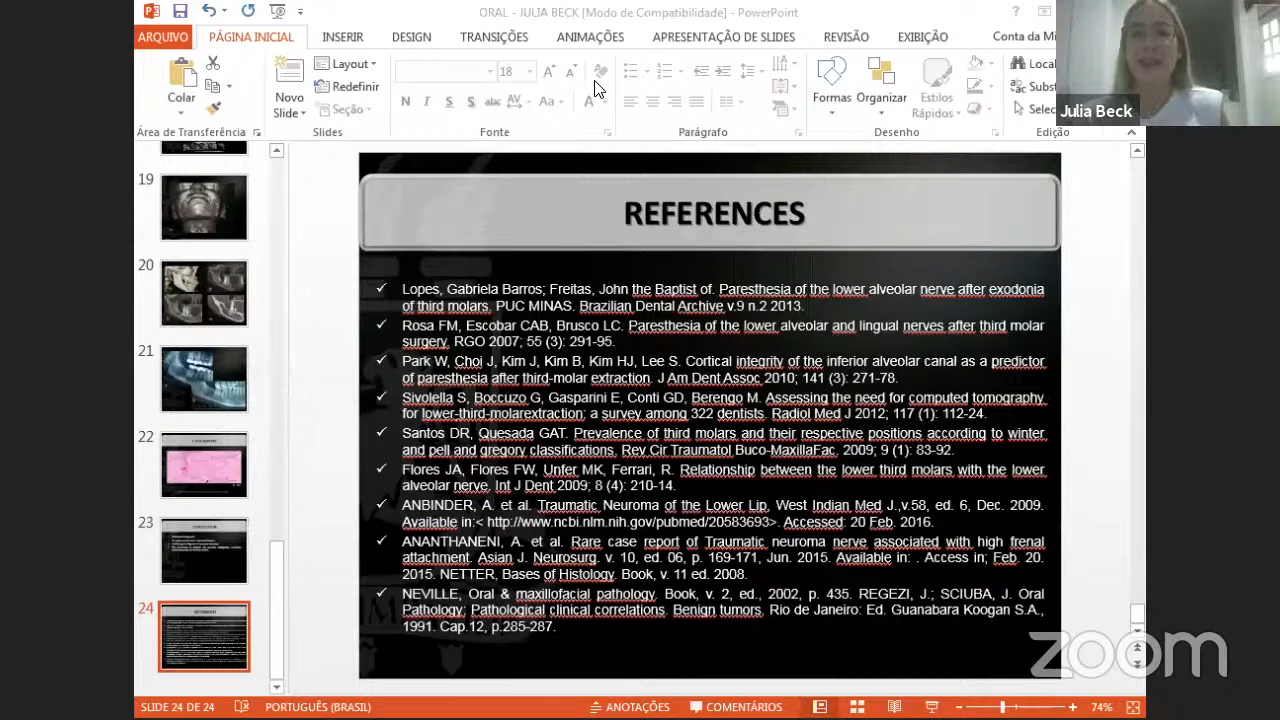 ORAL - JULIA BECK [Modo de Compatibilidade] - PowerPoint
ARQUIVO PÁGINA INICIAL INSERIR DESIGN TRANSIÇÕES ANIMAÇÕES APRESENTAÇÃO DE SLIDES REVISÃO EXIBIÇÃO Conta da Mi
Colar
Novo
Slide
Layout
Redefinir
Seção
18
Formas
Organizar
Estilos
Rápidos
Local
Subst
Selec
Julia Beck
Área de Transferência Slides Fonte Parágrafo Desenho Edição
19
20
21
22
23
24
REFERENCES
Lopes, Gabriela Barros; Freitas, John the Baptist of. Paresthesia of the lower alveolar nerve after exodonia
of third molars. PUC MINAS. Brazilian Dental Archive v.9 n.2 2013.
Rosa FM, Escobar CAB, Brusco LC. Paresthesia of the lower alveolar and lingual nerves after third molar
surgery. RGO 2007; 55 (3): 291-95.
Park W, Choi J, Kim J, Kim B, Kim HJ, Lee S. Cortical integrity of the inferior alveolar canal as a predictor
of paresthesia after third-molar extraction. J Am Dent Assoc 2010; 141 (3): 271-78.
Sivolella S, Boccuzo G, Gasparini E, Conti GD, Berengo M. Assessing the need for computed tomography
for lower-third-molarextraction: a survey among 322 dentists. Radiol Med J 2012; 117 (1): 112-24.
Santos DR, Quesada GAT. Prevalence of third molars and their respective positions according to winter
and pell and gregory classifications. Rev Cir Traumatol Buco-MaxillaFac. 2009; 9 (1): 83-92.
Flores JA, Flores FW, Unfer MK, Ferrari, R. Relationship between the lower third molars with the lower
alveolar nerve. Int J Dent 2009; 8 (4): 210-14.
ANBINDER, A. et al. Traumatic neuroma of the Lower Lip. West Indian Med J ,v.58, ed. 6, Dec. 2009.
Available in; <http://www.ncbi.nlm.nih.gov/pubmed/20583693>. Accessed: 20 Feb. 2016.
ANANTHANENI, A et al. Rare case report of Traumatic neuroma nerve associated with high frenal
attachment. Asian J. Neurosurg. v. 10, ed. 06, p. 169-171, Jun. 2015. Available in: . Access in; Feb. 20.
2015. NETTER, Bases of Histology. Book, v. 11 ed. 2008.
NEVILLE, Oral & maxillofacial pathology. Book, v. 2, ed., 2002, p. 435. REGEZI, J.; SCIUBA, J. Oral
Pathology: Pathological clinical correlations. Benign tumors. Rio de Janeiro. Ed. Guanabara Koogan S.A.,
1991. Cap 12, p.285-287.
zoom
SLIDE 24 DE 24 PORTUGUÊS (BRASIL) ANOTAÇÕES COMENTÁRIOS 74%